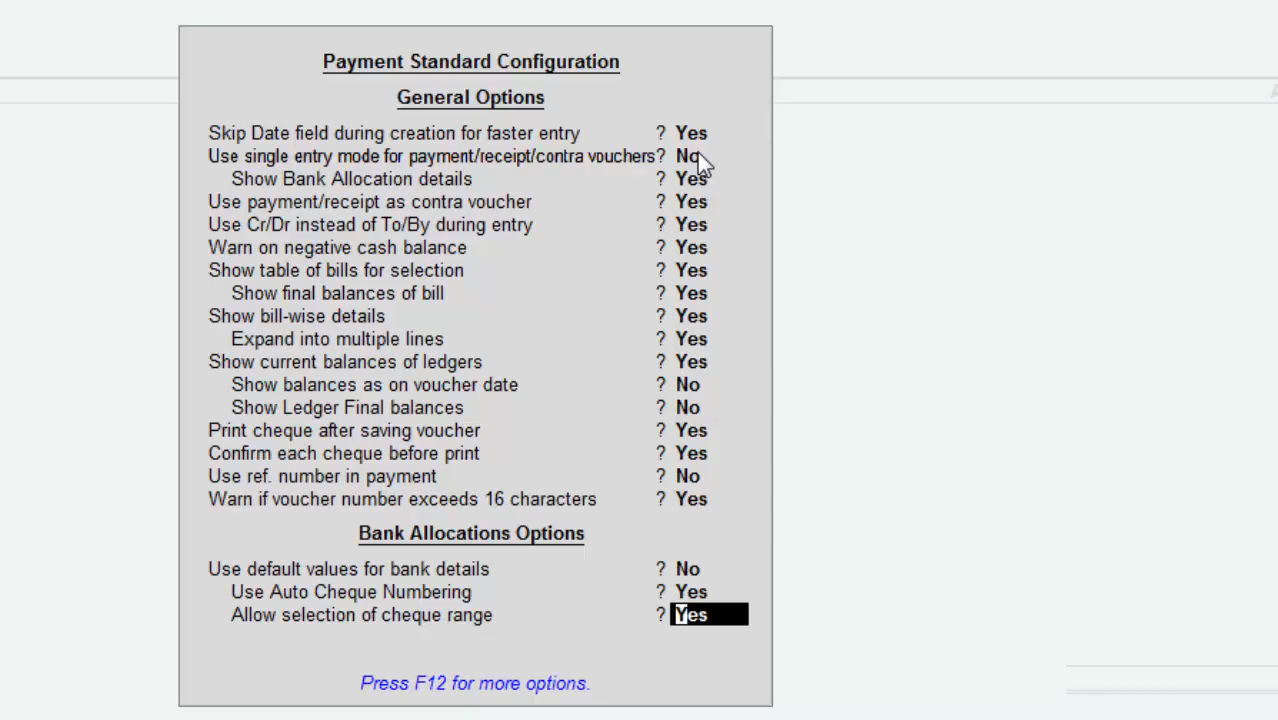 Payment Standard Configuration
General Options
Skip Date field during creation for faster entry ? Yes
Use single entry mode for payment/receipt/contra vouchers? No
Show Bank Allocation details ? Yes
Use payment/receipt as contra voucher ? Yes
Use Cr/Dr instead of To/By during entry ? Yes
Warn on negative cash balance ? Yes
Show table of bills for selection ? Yes
Show final balances of bill ? Yes
Show bill-wise details ? Yes
Expand into multiple lines ? Yes
Show current balances of ledgers ? Yes
Show balances as on voucher date ? No
Show Ledger Final balances ? No
Print cheque after saving voucher ? Yes
Confirm each cheque before print ? Yes
Use ref. number in payment ? No
Warn if voucher number exceeds 16 characters ? Yes
Bank Allocations Options
Use default values for bank details ? No
Use Auto Cheque Numbering ? Yes
Allow selection of cheque range ? Yes
Press F12 for more options.